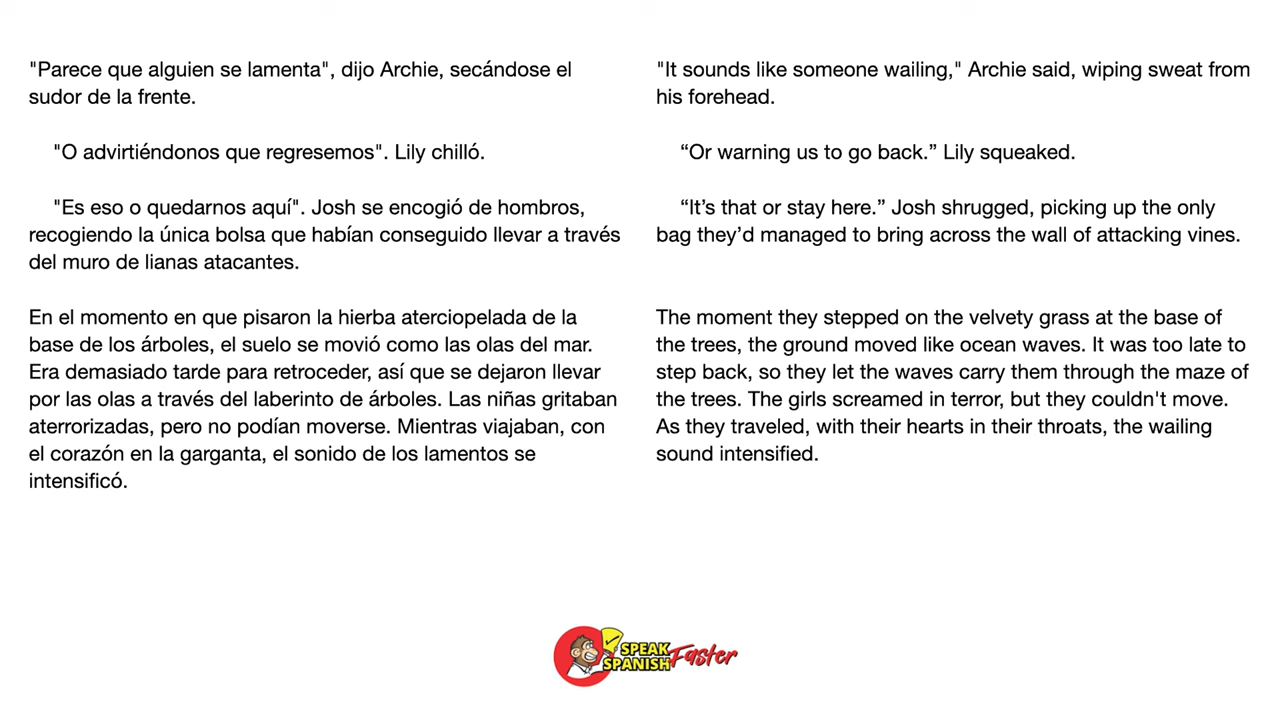 "Parece que alguien se lamenta", dijo Archie, secándose el
sudor de la frente.
"O advirtiéndonos que regresemos". Lily chilló.
"Es eso o quedarnos aquí". Josh se encogió de hombros,
recogiendo la única bolsa que habían conseguido llevar a través
del muro de lianas atacantes.
En el momento en que pisaron la hierba aterciopelada de la
base de los árboles, el suelo se movió como las olas del mar.
Era demasiado tarde para retroceder, así que se dejaron llevar
por las olas a través del laberinto de árboles. Las niñas gritaban
aterrorizadas, pero no podían moverse. Mientras viajaban, con
el corazón en la garganta, el sonido de los lamentos se
intensificó.
"It sounds like someone wailing," Archie said, wiping sweat from
his forehead.
“Or warning us to go back.” Lily squeaked.
“It’s that or stay here.” Josh shrugged, picking up the only
bag they’d managed to bring across the wall of attacking vines.
The moment they stepped on the velvety grass at the base of
the trees, the ground moved like ocean waves. It was too late to
step back, so they let the waves carry them through the maze of
the trees. The girls screamed in terror, but they couldn't move.
As they traveled, with their hearts in their throats, the wailing
sound intensified.
SPEAK
SPANISH Faster